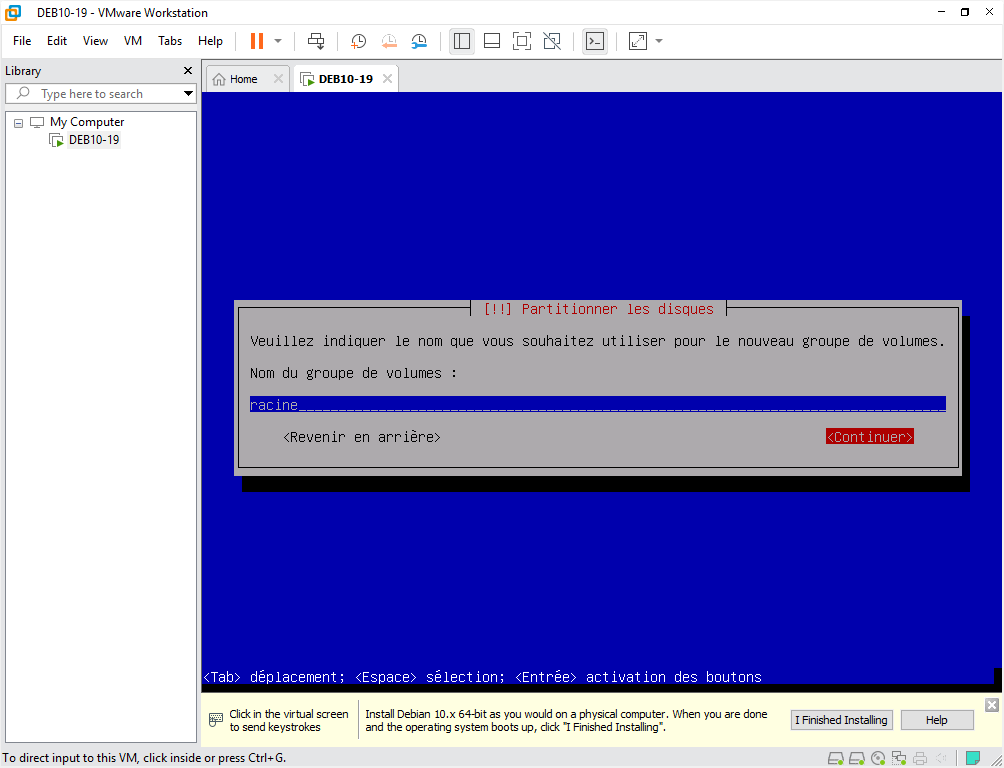 DEB10-19 - VMware Workstation
File Edit View VM Tabs Help
Library
Type here to search
My Computer
DEB10-19
Home
DEB10-19
[!!] Partitionner les disques
Veuillez indiquer le nom que vous souhaitez utiliser pour le nouveau groupe de volumes.
Nom du groupe de volumes :
racine
<Revenir en arrière> <Continuer>
<Tab> déplacement; <Espace> sélection; <Entrée> activation des boutons
Click in the virtual screen
to send keystrokes
Install Debian 10.x 64-bit as you would on a physical computer. When you are done
and the operating system boots up, click "I Finished Installing".
I Finished Installing
Help
To direct input to this VM, click inside or press Ctrl+G.